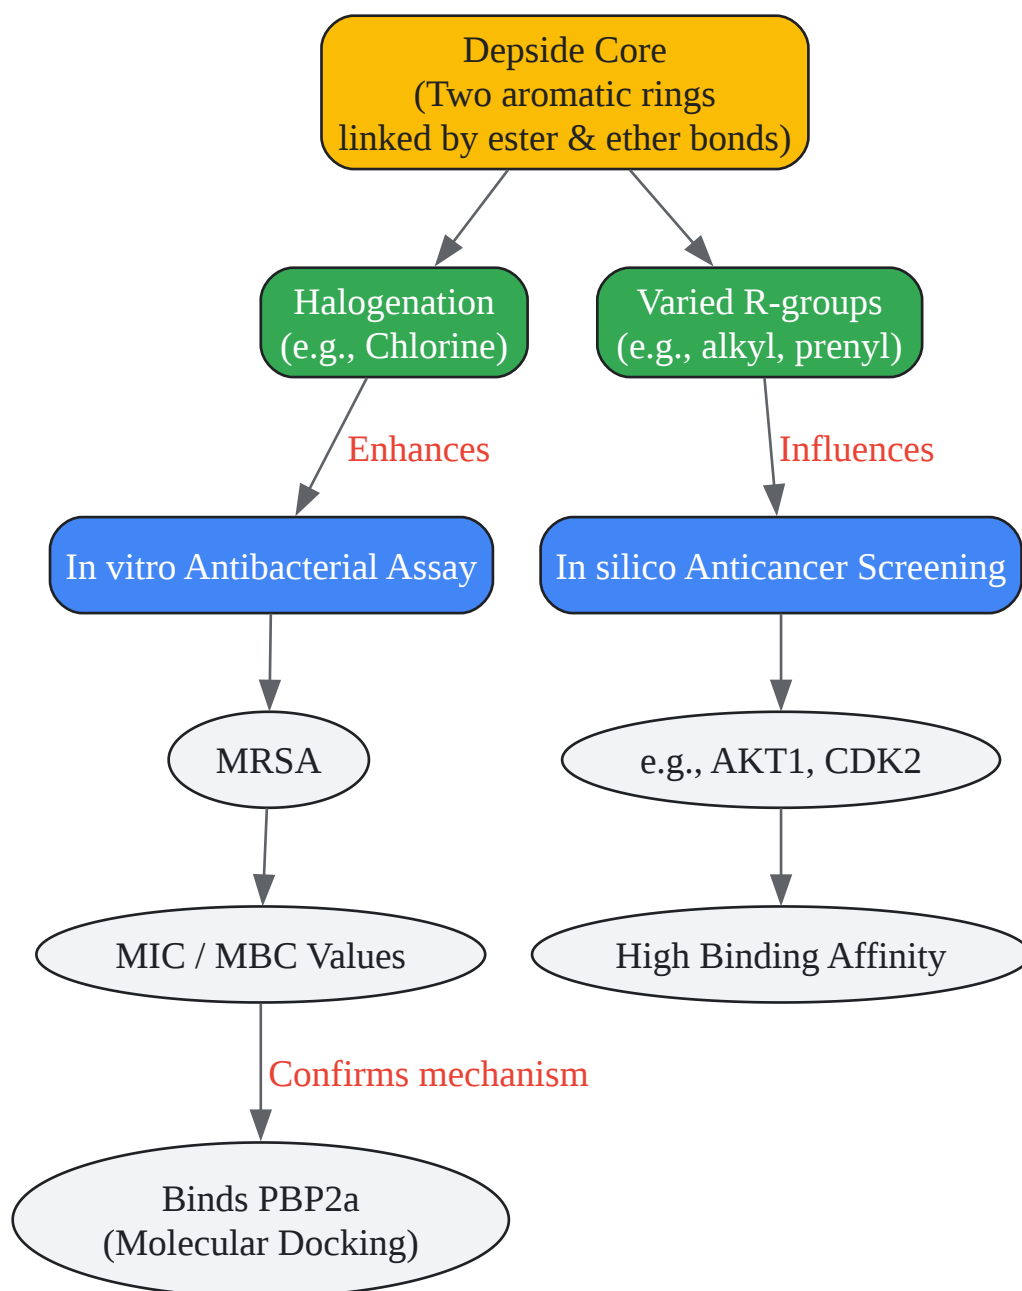 Depside Core
(Two aromatic rings
linked by ester & ether bonds)
Halogenation
(e.g., Chlorine)
Varied R-groups
(e.g., alkyl, prenyl)
Enhances
Influences
In vitro Antibacterial Assay
In silico Anticancer Screening
MRSA
e.g., AKT1, CDK2
MIC / MBC Values
High Binding Affinity
Confirms mechanism
Binds PBP2a
(Molecular Docking)